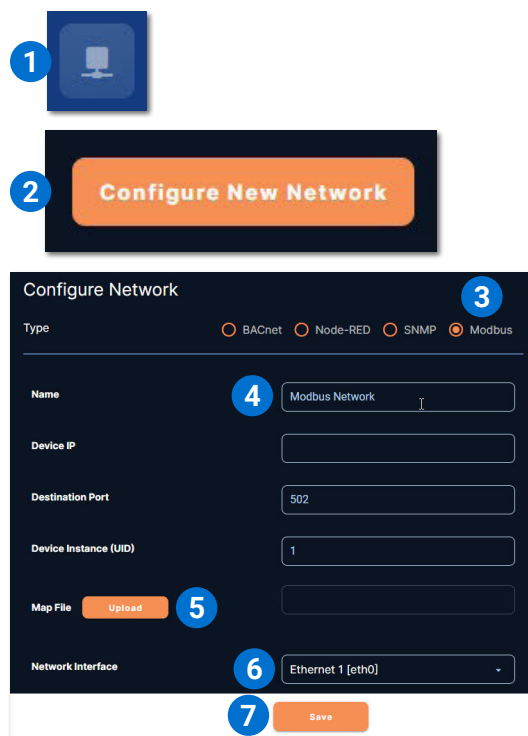 1
2
Configure New Network
Configure Network
3
Type
BACnet
Node-RED
SNMP
Modbus
Name
4
Modbus Network
Device IP
Destination Port
502
Device Instance (UID)
1
Map File
Upload
5
Network Interface
6
Ethernet 1 [eth0]
7
Save